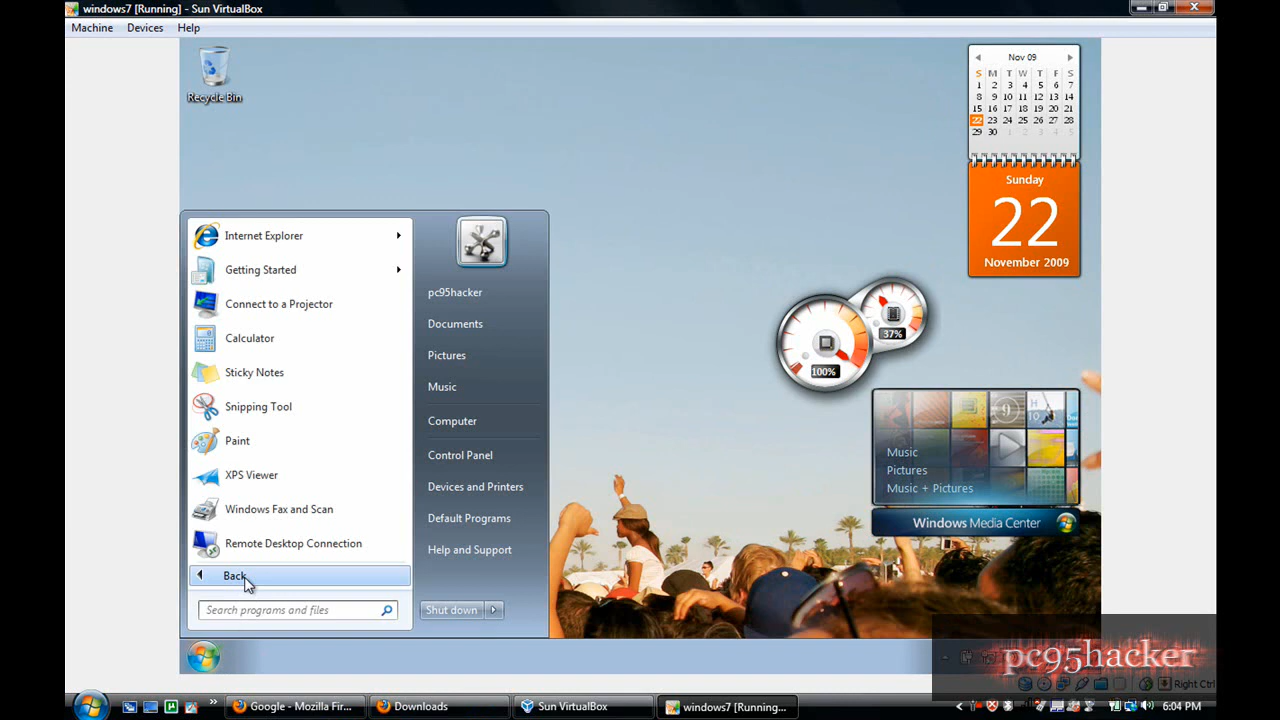 windows7 [Running] - Sun VirtualBox
Machine Devices Help
Recycle Bin
Nov 09
S M T W T F S
1 2 3 4 5 6 7
8 9 10 11 12 13 14
15 16 17 18 19 20 21
22 23 24 25 26 27 28
29 30 1 2 3 4 5
Sunday
22
November 2009
37%
100%
Music
Pictures
Music + Pictures
Windows Media Center
Internet Explorer
Getting Started
Connect to a Projector
Calculator
Sticky Notes
Snipping Tool
Paint
XPS Viewer
Windows Fax and Scan
Remote Desktop Connection
Back
Search programs and files
pc95hacker
Documents
Pictures
Music
Computer
Control Panel
Devices and Printers
Default Programs
Help and Support
Shut down
pc95hacker
Right Ctrl
Google - Mozilla Fir...
Downloads
Sun VirtualBox
windows7 [Running...
6:04 PM